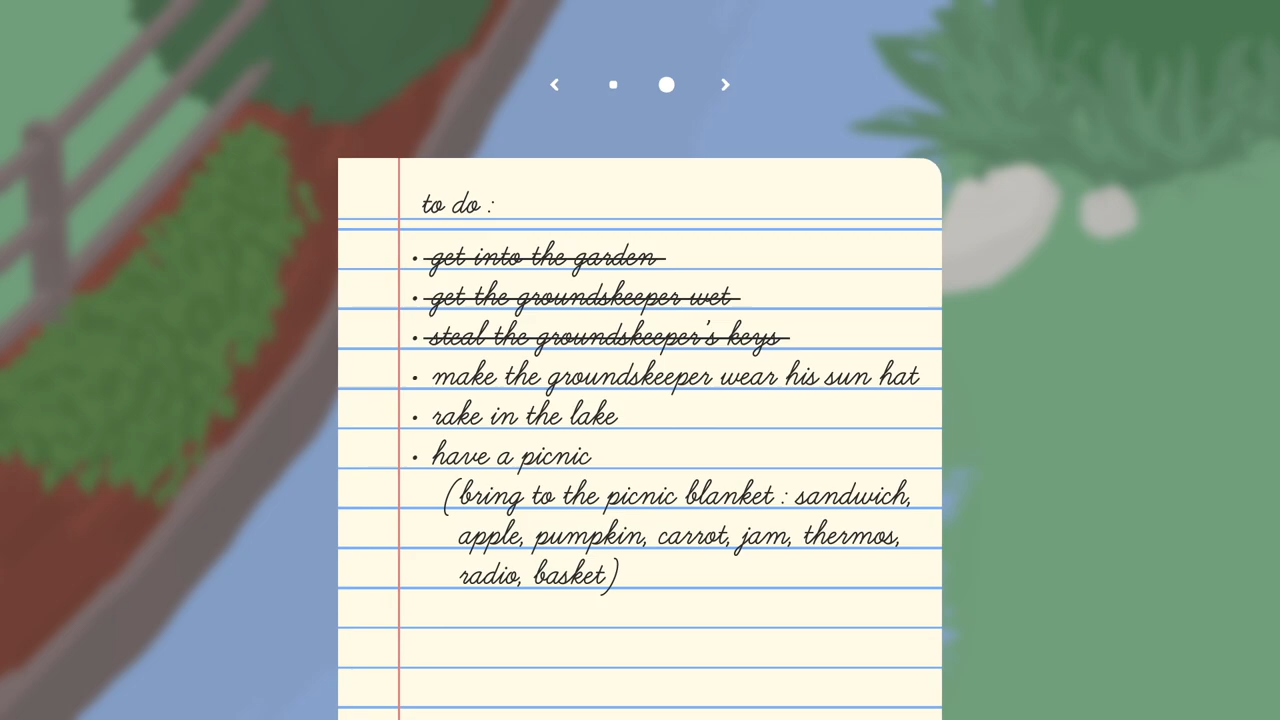 to do :
• get into the garden
• get the groundskeeper wet
• steal the groundskeeper's keys
• make the groundskeeper wear his sun hat
• rake in the lake
• have a picnic
(bring to the picnic blanket : sandwich,
apple, pumpkin, carrot, jam, thermos,
radio, basket)